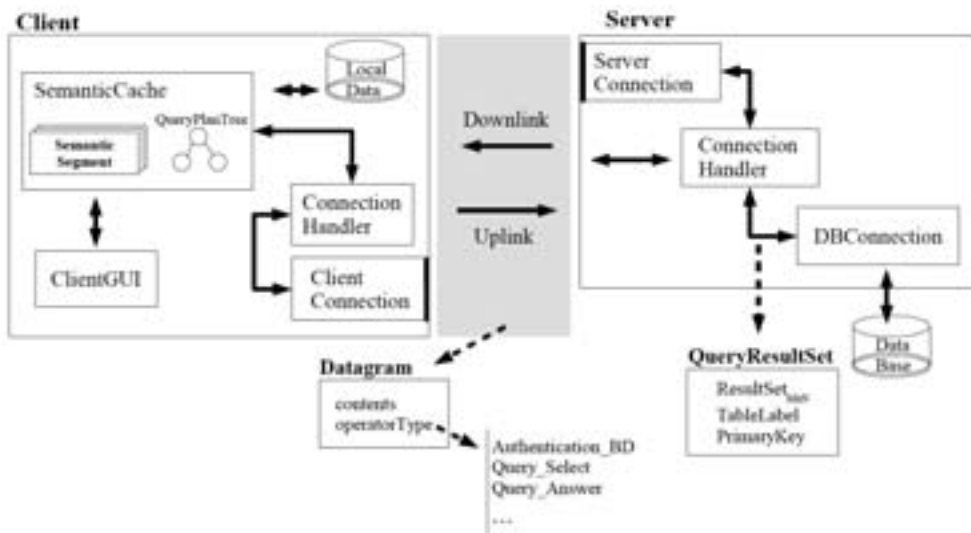 Client
Server
SemanticCache
Local
Data
QueryPlanTree
Semantic
Segment
Connection
Handler
ClientGUI
Client
Connection
Downlink
Uplink
Server
Connection
Connection
Handler
DBConnection
Data
Base
Datagram
contents
operatorType
Authentication_BD
Query_Select
Query_Answer
...
QueryResultSet
ResultSet
TableLabel
PrimaryKey